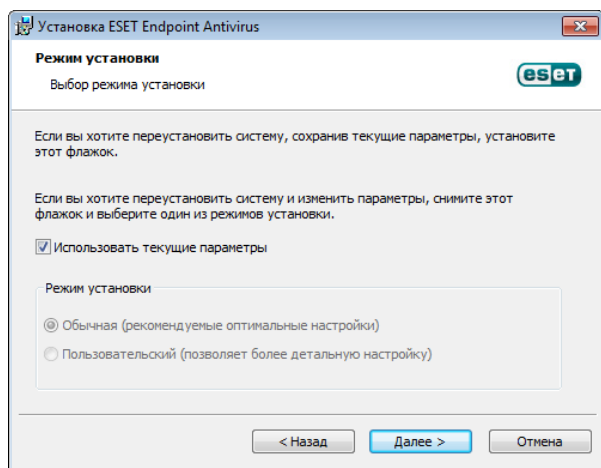 Установка ESET Endpoint Antivirus
Режим установки
Выбор режима установки
eset
Если вы хотите переустановить систему, сохранив текущие параметры, установите
этот флажок.
Если вы хотите переустановить систему и изменить параметры, снимите этот
флажок и выберите один из режимов установки.
Использовать текущие параметры
Режим установки
Обычная (рекомендуемые оптимальные настройки)
Пользовательский (позволяет более детальную настройку)
< Назад Далее > Отмена